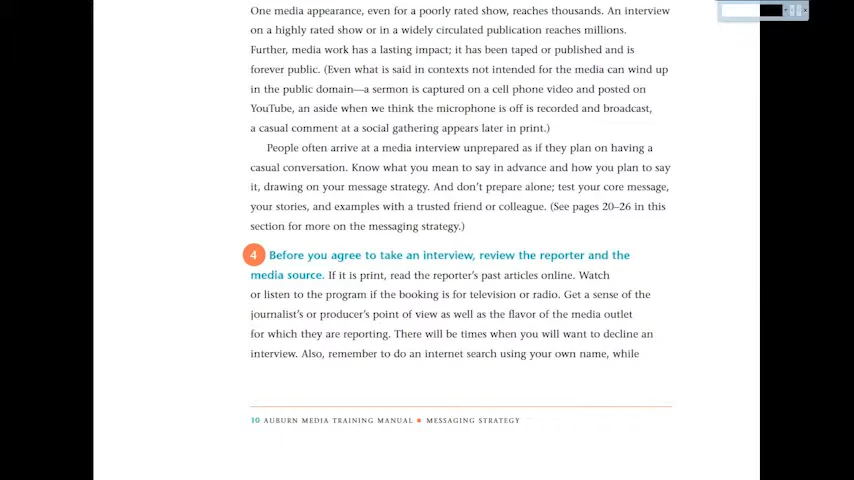 One media appearance, even for a poorly rated show, reaches thousands. An interview
on a highly rated show or in a widely circulated publication reaches millions.
Further, media work has a lasting impact; it has been taped or published and is
forever public. (Even what is said in contexts not intended for the media can wind up
in the public domain—a sermon is captured on a cell phone video and posted on
YouTube, an aside when we think the microphone is off is recorded and broadcast,
a casual comment at a social gathering appears later in print.)
People often arrive at a media interview unprepared as if they plan on having a
casual conversation. Know what you mean to say in advance and how you plan to say
it, drawing on your message strategy. And don't prepare alone; test your core message,
your stories, and examples with a trusted friend or colleague. (See pages 20–26 in this
section for more on the messaging strategy.)
4 Before you agree to take an interview, review the reporter and the
media source. If it is print, read the reporter's past articles online. Watch
or listen to the program if the booking is for television or radio. Get a sense of the
journalist's or producer's point of view as well as the flavor of the media outlet
for which they are reporting. There will be times when you will want to decline an
interview. Also, remember to do an internet search using your own name, while
10 AUBURN MEDIA TRAINING MANUAL • MESSAGING STRATEGY